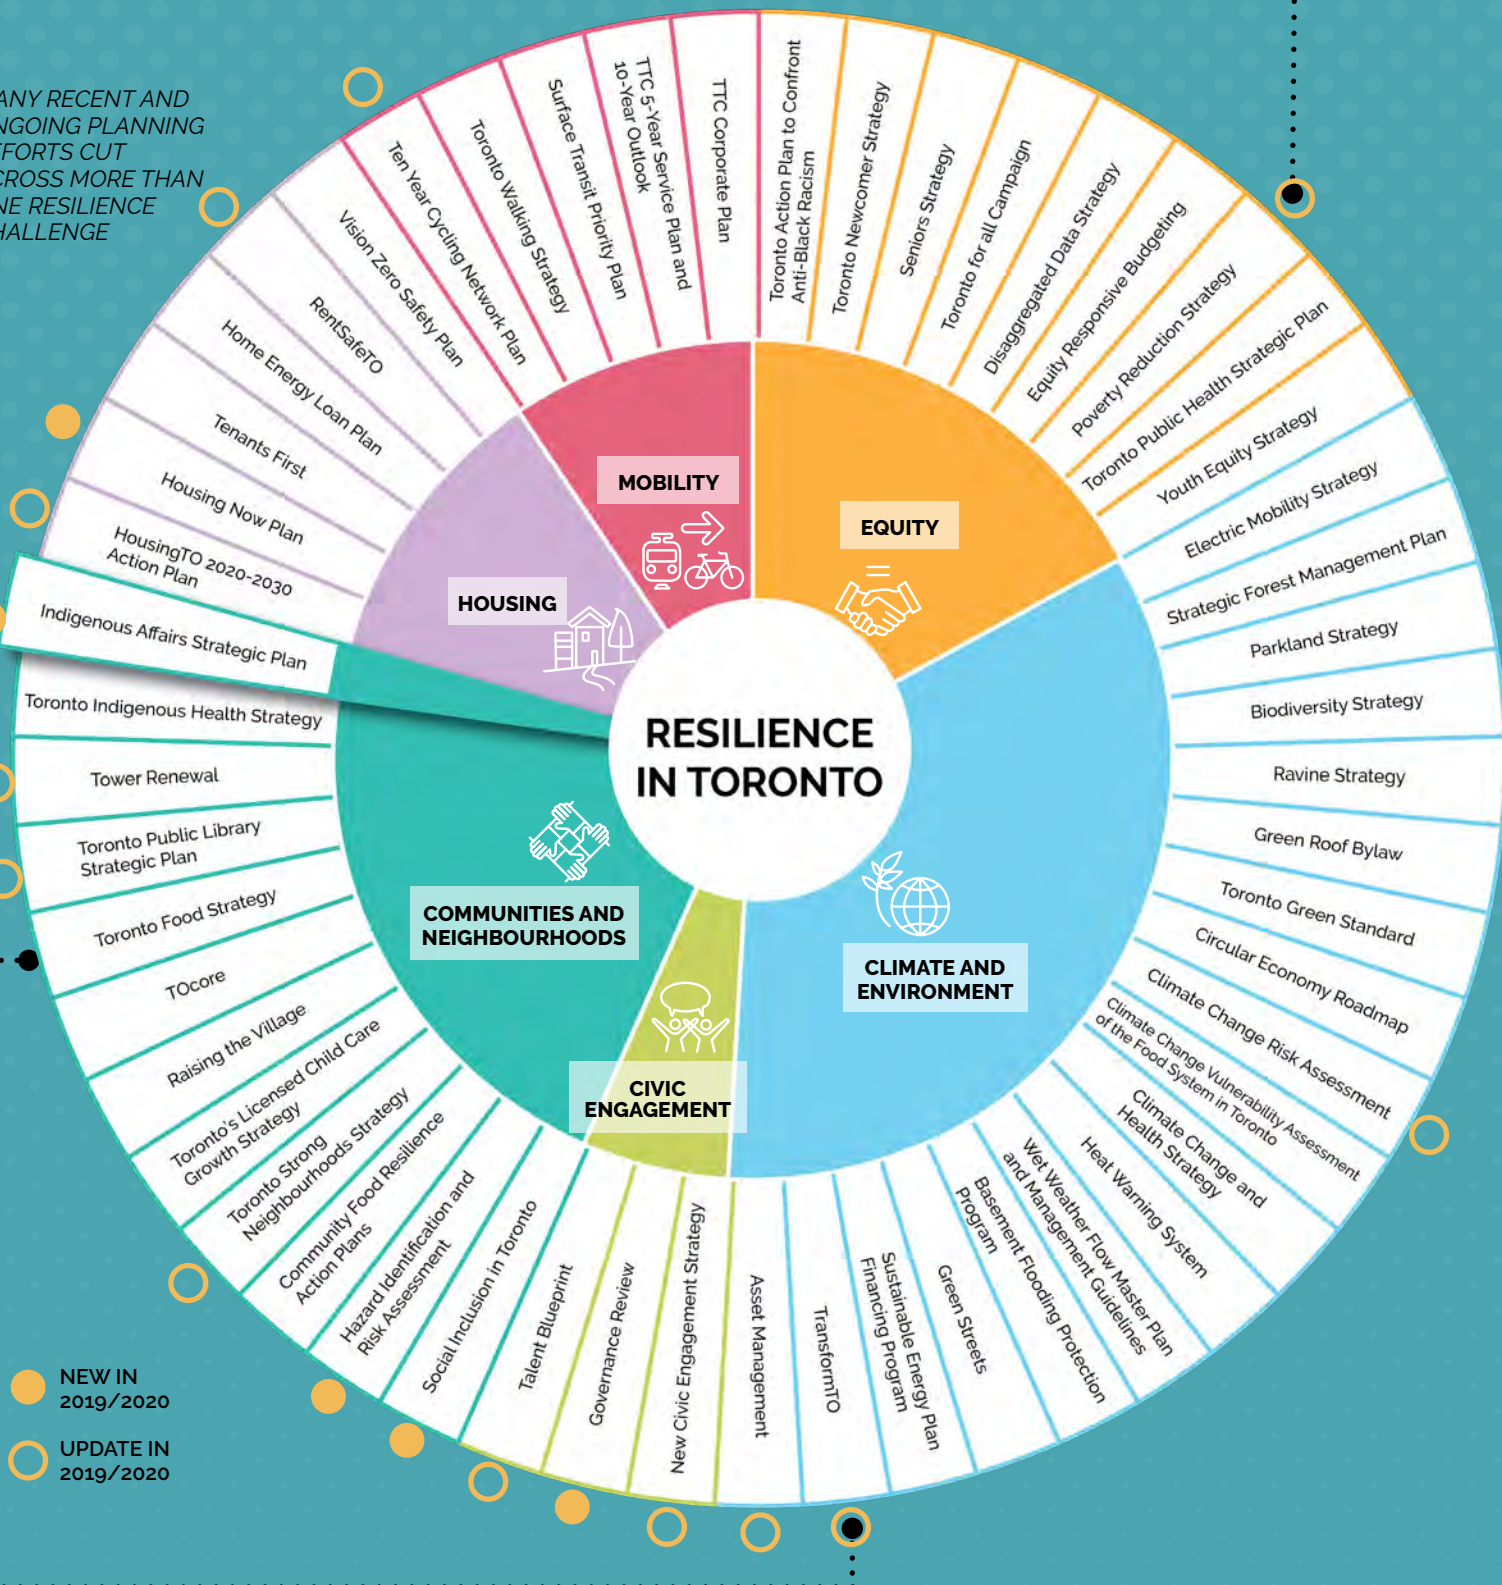 ANY RECENT AND
NGOING PLANNING
FFORTS CUT
CROSS MORE THAN
NE RESILIENCE
HALLENGE
RESILIENCE
IN TORONTO
MOBILITY
TTC Corporate Plan
TTC 5-Year Service Plan and
10-Year Outlook
Surface Transit Priority Plan
Toronto Walking Strategy
Ten Year Cycling Network Plan
Vision Zero Safety Plan
EQUITY
Toronto Action Plan to Confront
Anti-Black Racism
Toronto Newcomer Strategy
Seniors Strategy
Toronto for all Campaign
Disaggregated Data Strategy
Equity Responsive Budgeting
Poverty Reduction Strategy
Toronto Public Health Strategic Plan
Youth Equity Strategy
CLIMATE AND
ENVIRONMENT
Electric Mobility Strategy
Strategic Forest Management Plan
Parkland Strategy
Biodiversity Strategy
Ravine Strategy
Green Roof Bylaw
Toronto Green Standard
Circular Economy Roadmap
Climate Change Risk Assessment
Climate Change Vulnerability Assessment
of the Food System in Toronto
Climate Change and
Health Strategy
Heat Warning System
Wet Weather Flow Master Plan
and Management Guidelines
Basement Flooding Protection
Program
Green Streets
Sustainable Energy Plan
Financing Program
TransformTO
Asset Management
CIVIC
ENGAGEMENT
New Civic Engagement Strategy
Governance Review
Talent Blueprint
COMMUNITIES AND
NEIGHBOURHOODS
Social Inclusion in Toronto
Hazard Identification and
Risk Assessment
Community Food Resilience
Action Plans
Toronto Strong
Neighbourhoods Strategy
Toronto's Licensed Child Care
Growth Strategy
Raising the Village
TOcore
Toronto Food Strategy
Toronto Public Library
Strategic Plan
Tower Renewal
Toronto Indigenous Health Strategy
Indigenous Affairs Strategic Plan
HOUSING
HousingTO 2020-2030
Action Plan
Housing Now Plan
Tenants First
Home Energy Loan Plan
RentSafeTO
NEW IN
2019/2020
UPDATE IN
2019/2020